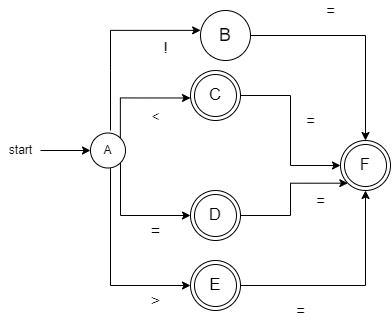 =
B
!
C
<
=
start
A
F
D
=
=
E
>
=